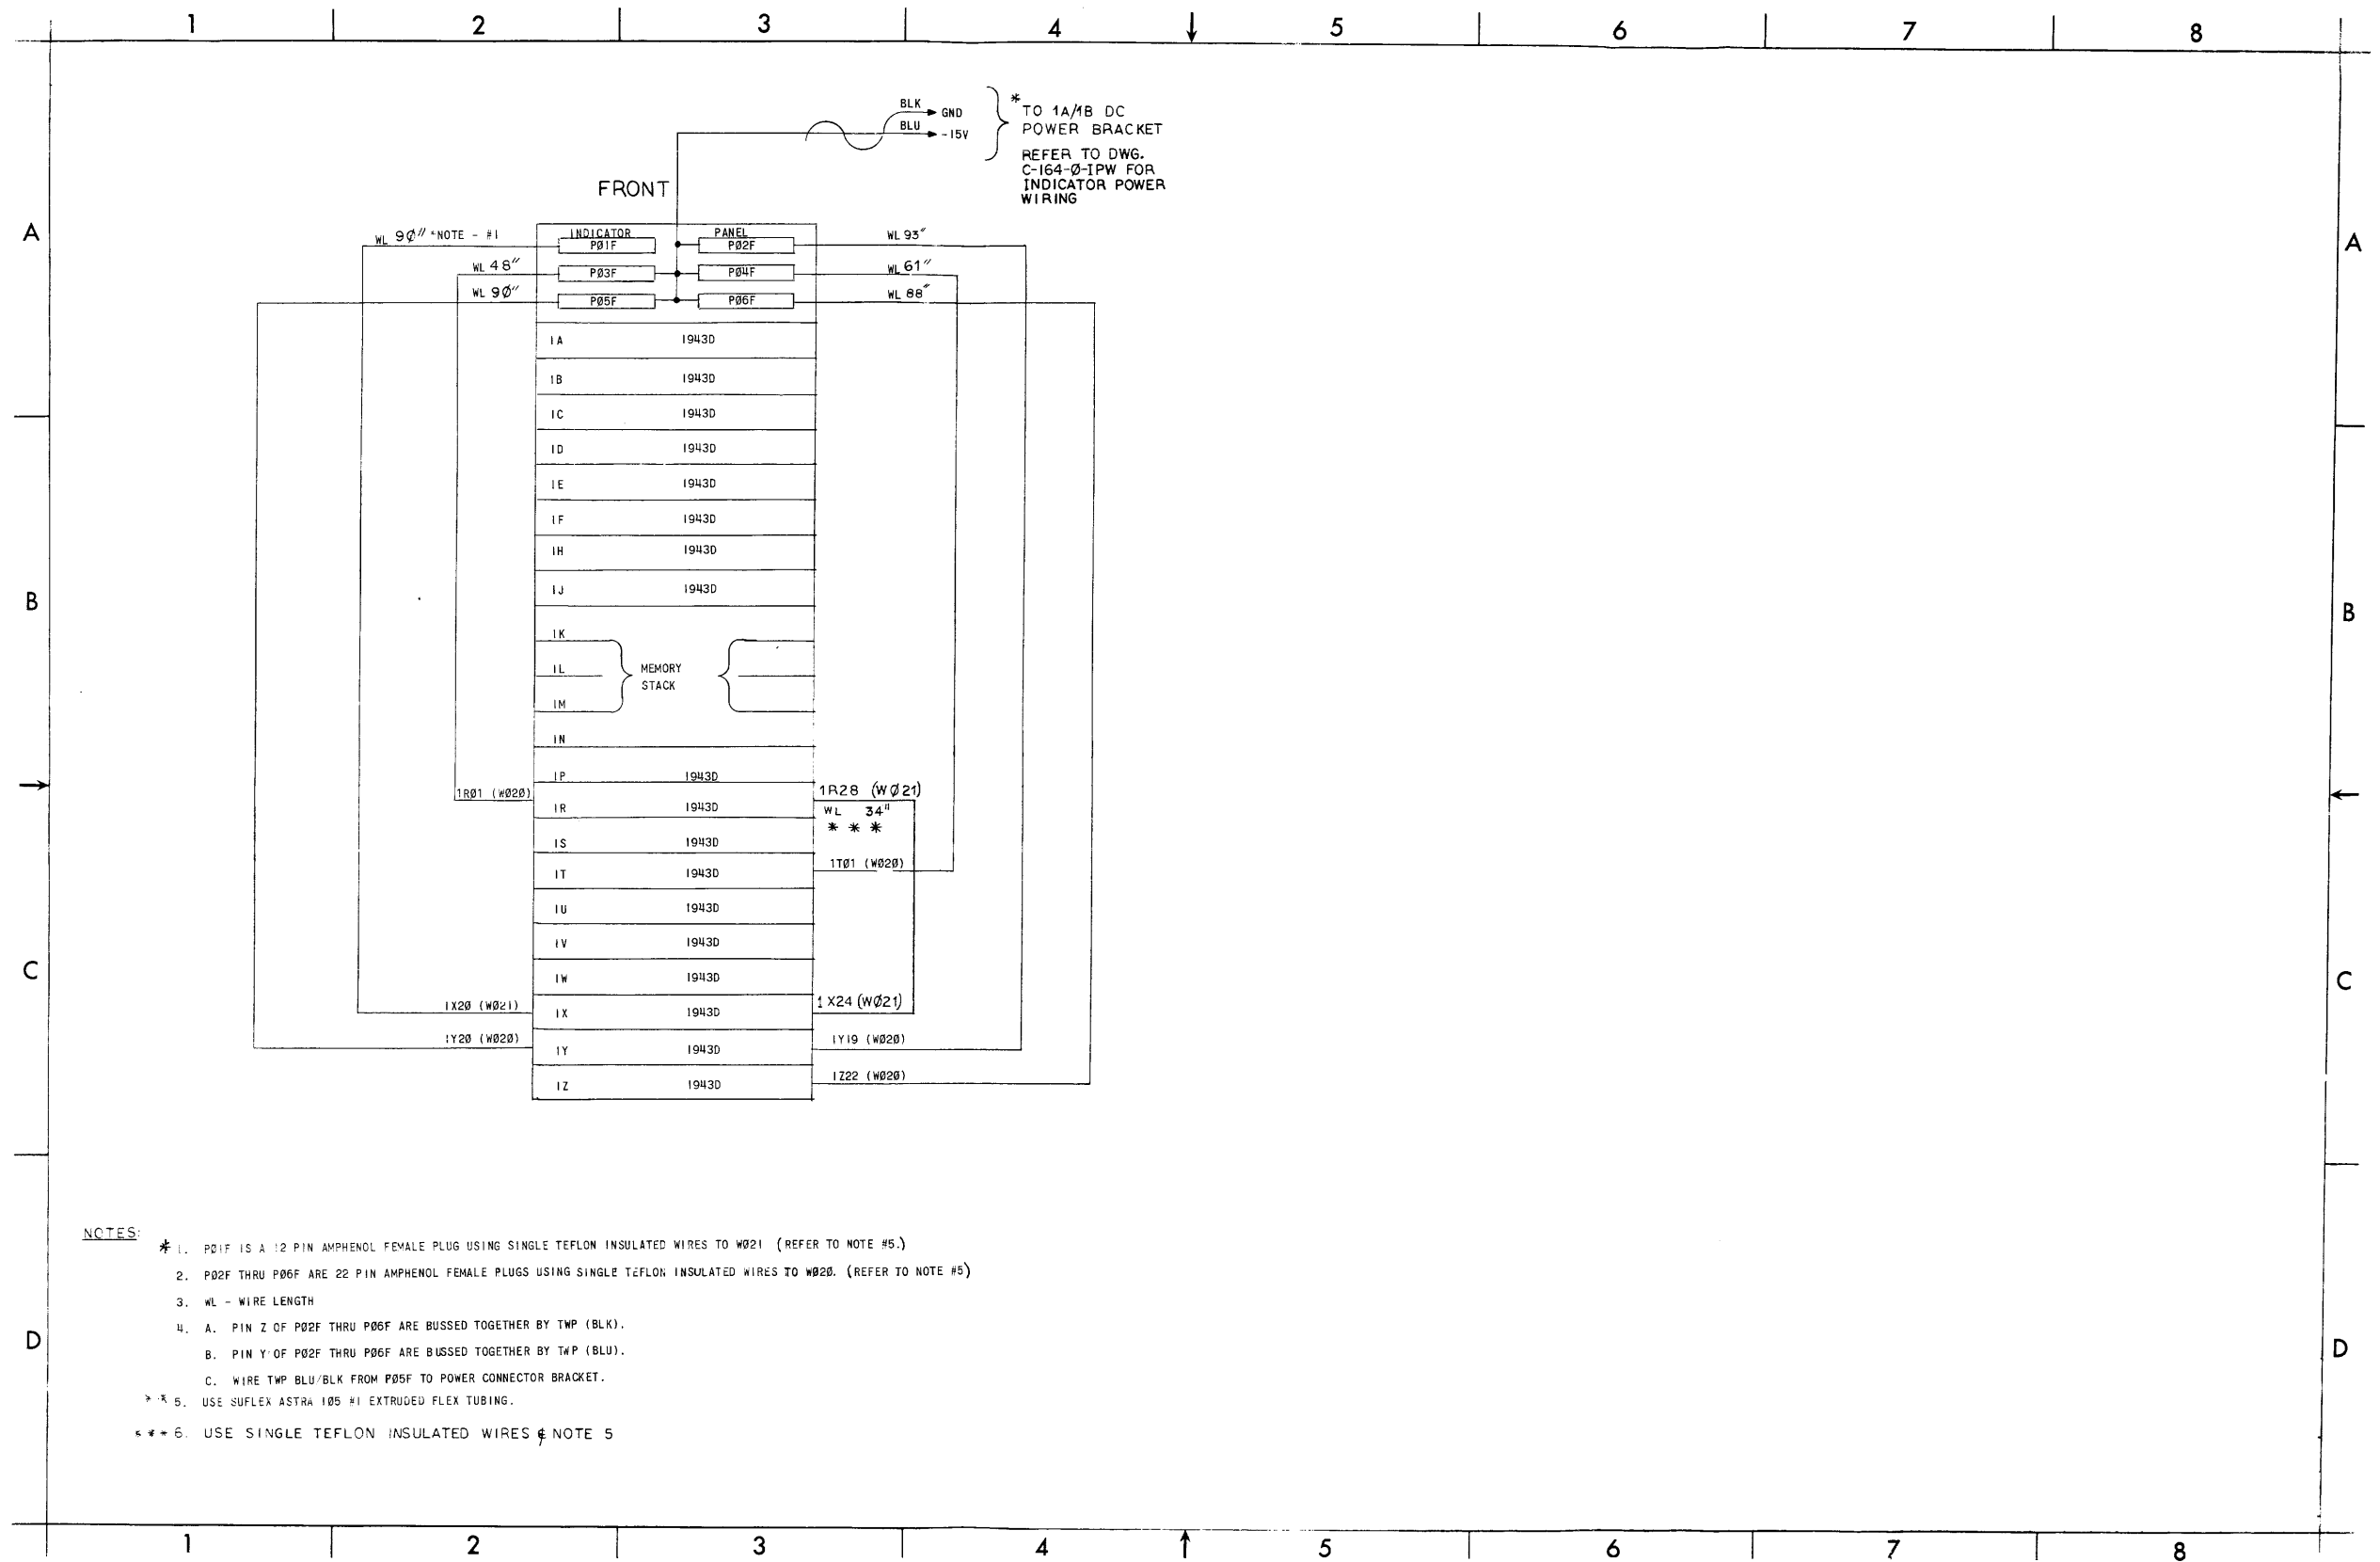 1 2 3 4 5 6 7 8
BLK GND
BLU -15V
*
TO 1A/1B DC
POWER BRACKET
REFER TO DWG.
C-164-Ø-IPW FOR
INDICATOR POWER
WIRING
FRONT
A
A
WL 9Ø" *NOTE - #1
INDICATOR PANEL
PØ1F PØ2F
WL 93"
WL 48"
PØ3F PØ4F
WL 61"
WL 9Ø"
PØ5F PØ6F
WL 88"
1A 1943D
1B 1943D
1C 1943D
1D 1943D
1E 1943D
1F 1943D
1H 1943D
1J 1943D
B
B
1K
1L MEMORY
STACK
1M
1N
1P 1943D
1RØ1 (WØ2Ø)
1R28 (WØ21)
1R 1943D
WL 34"
* * *
1S 1943D
1TØ1 (WØ2Ø)
1T 1943D
1U 1943D
1V 1943D
C
C
1W 1943D
1X2Ø (WØ21)
1X24 (WØ21)
1X 1943D
1Y2Ø (WØ2Ø)
1Y19 (WØ2Ø)
1Y 1943D
1Z22 (WØ2Ø)
1Z 1943D
NOTES:
* 1. PØ1F IS A 12 PIN AMPHENOL FEMALE PLUG USING SINGLE TEFLON INSULATED WIRES TO WØ21 (REFER TO NOTE #5.)
2. PØ2F THRU PØ6F ARE 22 PIN AMPHENOL FEMALE PLUGS USING SINGLE TEFLON INSULATED WIRES TO WØ2Ø. (REFER TO NOTE #5)
3. WL - WIRE LENGTH
4. A. PIN Z OF PØ2F THRU PØ6F ARE BUSSED TOGETHER BY TWP (BLK).
D
D
B. PIN Y OF PØ2F THRU PØ6F ARE BUSSED TOGETHER BY TWP (BLU).
C. WIRE TWP BLU/BLK FROM PØ5F TO POWER CONNECTOR BRACKET.
* * 5. USE SUFLEX ASTRA 1Ø5 #1 EXTRUDED FLEX TUBING.
* * * 6. USE SINGLE TEFLON INSULATED WIRES & NOTE 5
1 2 3 4 5 6 7 8